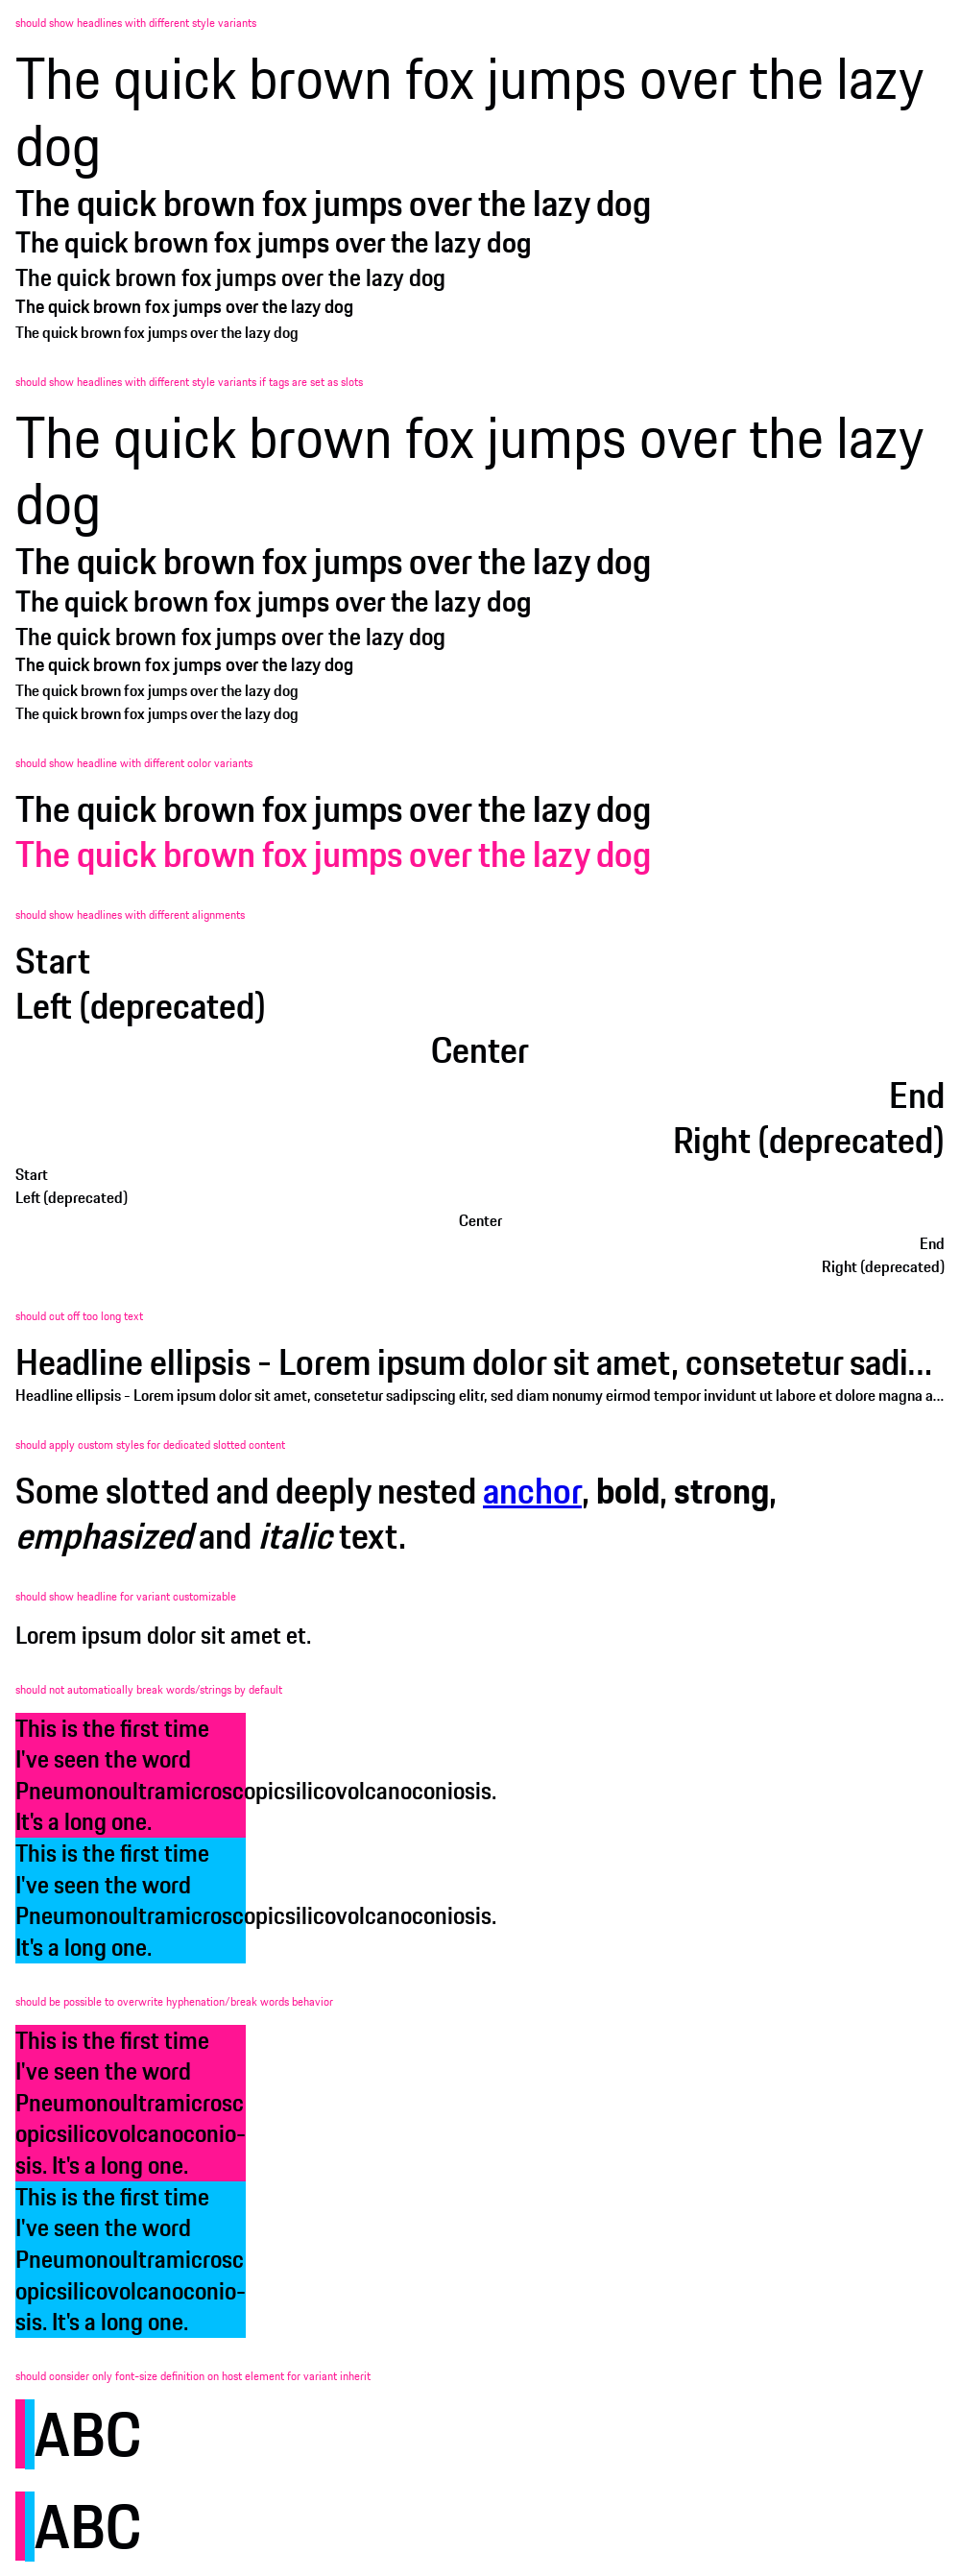 should show headlines with different style variants
The quick brown fox jumps over the lazy
dog
The quick brown fox jumps over the lazy dog
The quick brown fox jumps over the lazy dog
The quick brown fox jumps over the lazy dog
The quick brown fox jumps over the lazy dog
The quick brown fox jumps over the lazy dog
should show headlines with different style variants if tags are set as slots
The quick brown fox jumps over the lazy
dog
The quick brown fox jumps over the lazy dog
The quick brown fox jumps over the lazy dog
The quick brown fox jumps over the lazy dog
The quick brown fox jumps over the lazy dog
The quick brown fox jumps over the lazy dog
The quick brown fox jumps over the lazy dog
should show headline with different color variants
The quick brown fox jumps over the lazy dog
The quick brown fox jumps over the lazy dog
should show headlines with different alignments
Start
Left (deprecated)
Center
End
Right (deprecated)
Start
Left (deprecated)
Center
End
Right (deprecated)
should cut off too long text
Headline ellipsis - Lorem ipsum dolor sit amet, consetetur sadi...
Headline ellipsis - Lorem ipsum dolor sit amet, consetetur sadipscing elitr, sed diam nonumy eirmod tempor invidunt ut labore et dolore magna a...
should apply custom styles for dedicated slotted content
Some slotted and deeply nested anchor, bold, strong,
emphasized and italic text.
should show headline for variant customizable
Lorem ipsum dolor sit amet et.
should not automatically break words/strings by default
This is the first time
I've seen the word
Pneumonoultramicroscopicsilicovolcanoconiosis.
It's a long one.
This is the first time
I've seen the word
Pneumonoultramicroscopicsilicovolcanoconiosis.
It's a long one.
should be possible to overwrite hyphenation/break words behavior
This is the first time
I've seen the word
Pneumonoultramicrosc
opicsilicovolcanoconio-
sis. It's a long one.
This is the first time
I've seen the word
Pneumonoultramicrosc
opicsilicovolcanoconio-
sis. It's a long one.
should consider only font-size definition on host element for variant inherit
ABC
ABC